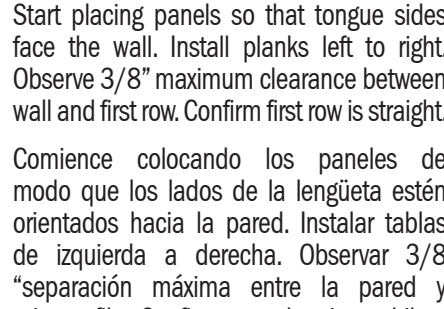 Start placing panels so that tongue sides
face the wall. Install planks left to right.
Observe 3/8” maximum clearance between
wall and first row. Confirm first row is straight.
Comience colocando los paneles de
modo que los lados de la lengüeta estén
orientados hacia la pared. Instalar tablas
de izquierda a derecha. Observar 3/8
“separación máxima entre la pared y